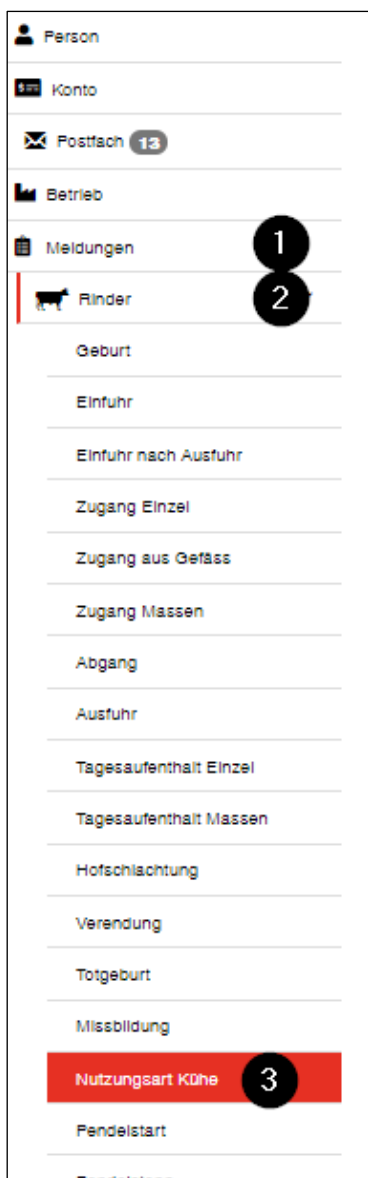 Person
Konto
Postfach 13
Betrieb
Meldungen 1
Rinder 2
Geburt
Einfuhr
Einfuhr nach Ausfuhr
Zugang Einzel
Zugang aus Gefäss
Zugang Massen
Abgang
Ausfuhr
Tagesaufenthalt Einzel
Tagesaufenthalt Massen
Hofschlachtung
Verendung
Totgeburt
Missbildung
Nutzungsart Kühe 3
Pendelstart